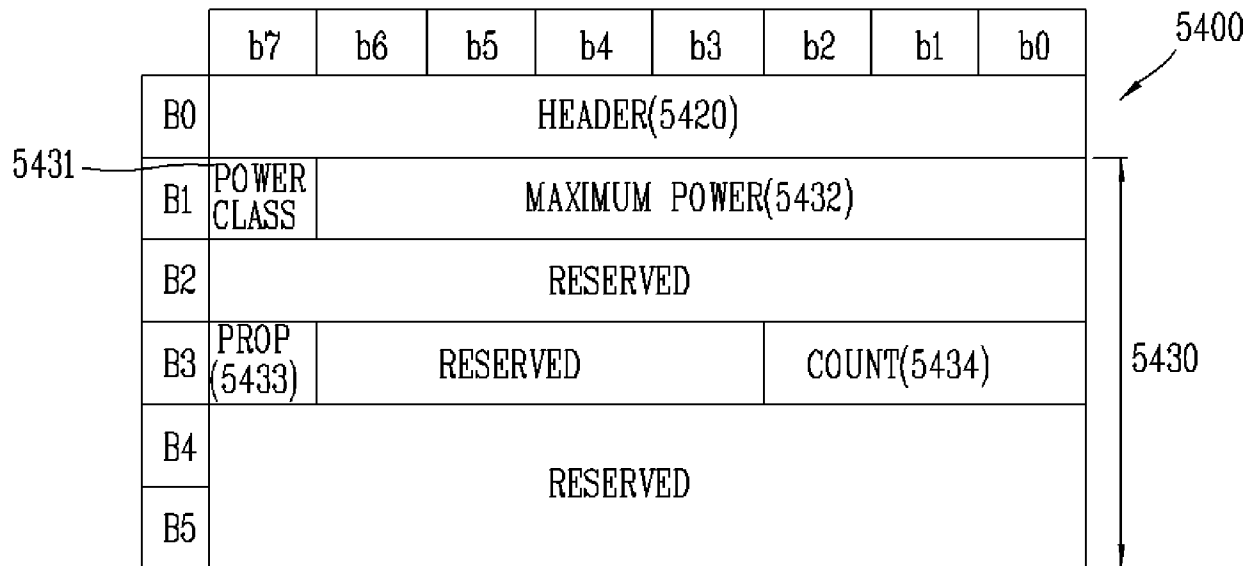 b7 b6 b5 b4 b3 b2 b1 b0
5400
B0 HEADER(5420)
5431
B1 POWER CLASS MAXIMUM POWER(5432)
B2 RESERVED
B3 PROP (5433) RESERVED COUNT(5434)
5430
B4
RESERVED
B5